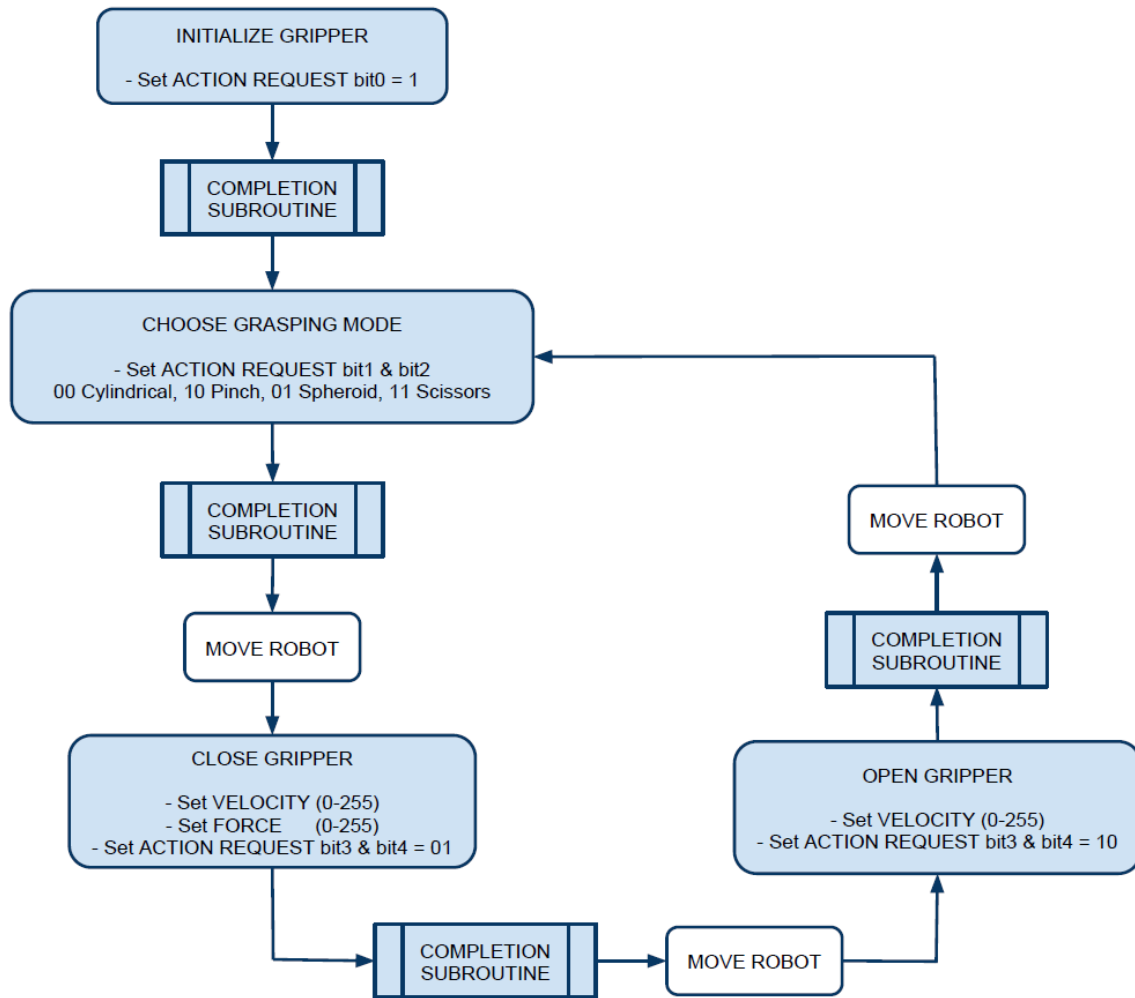 INITIALIZE GRIPPER
- Set ACTION REQUEST bit0 = 1
COMPLETION
SUBROUTINE
CHOOSE GRASPING MODE
- Set ACTION REQUEST bit1 & bit2
00 Cylindrical, 10 Pinch, 01 Spheroid, 11 Scissors
COMPLETION
SUBROUTINE
MOVE ROBOT
CLOSE GRIPPER
- Set VELOCITY (0-255)
- Set FORCE (0-255)
- Set ACTION REQUEST bit3 & bit4 = 01
COMPLETION
SUBROUTINE
MOVE ROBOT
OPEN GRIPPER
- Set VELOCITY (0-255)
- Set ACTION REQUEST bit3 & bit4 = 10
COMPLETION
SUBROUTINE
MOVE ROBOT